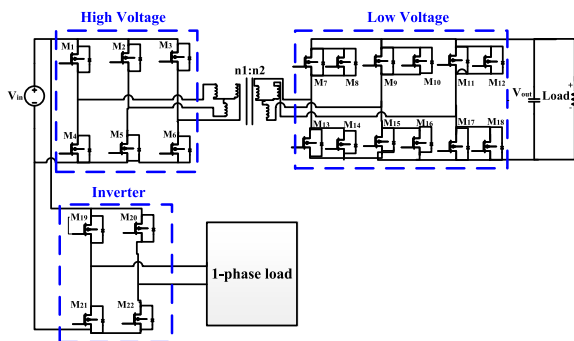 High Voltage
Low Voltage
M1
M2
M3
n1:n2
M7
M8
M9
M10
M11
M12
Vin
Vout
Load
M4
M5
M6
M13
M14
M15
M16
M17
M18
Inverter
M19
M20
1-phase load
M21
M22